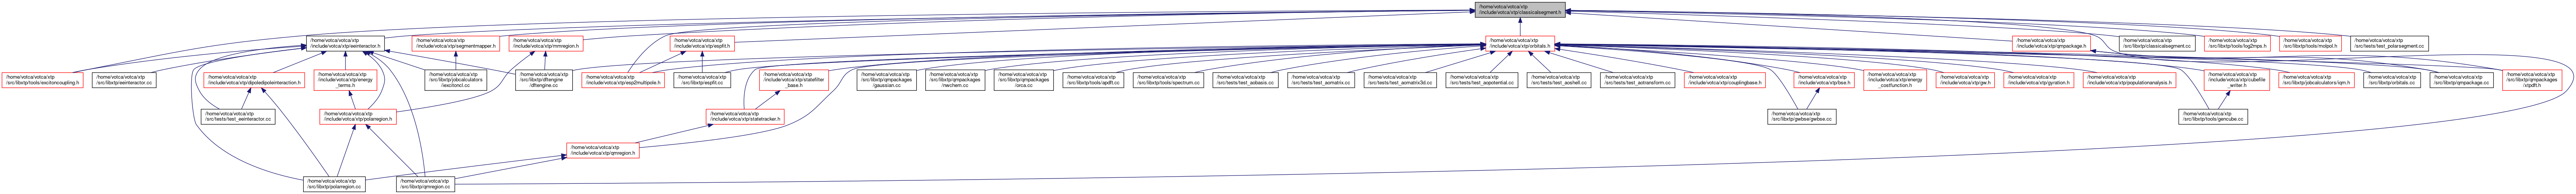 /home/votca/votca/xtp
/include/votca/xtp/classicalsegment.h
/home/votca/votca/xtp
/include/votca/xtp/eeinteractor.h
/home/votca/votca/xtp
/include/votca/xtp/segmentmapper.h
/home/votca/votca/xtp
/include/votca/xtp/mmregion.h
/home/votca/votca/xtp
/include/votca/xtp/espfit.h
/home/votca/votca/xtp
/include/votca/xtp/orbitals.h
/home/votca/votca/xtp
/include/votca/xtp/qmpackage.h
/home/votca/votca/xtp
/src/libxtp/classicalsegment.cc
/home/votca/votca/xtp
/src/libxtp/tools/log2mps.h
/home/votca/votca/xtp
/src/libxtp/tools/molpol.h
/home/votca/votca/xtp
/src/tests/test_polarsegment.cc
/home/votca/votca/xtp
/src/libxtp/tools/excitoncoupling.h
/home/votca/votca/xtp
/src/libxtp/eeinteractor.cc
/home/votca/votca/xtp
/include/votca/xtp/dipoledipoleinteraction.h
/home/votca/votca/xtp
/include/votca/xtp/energy
_terms.h
/home/votca/votca/xtp
/src/libxtp/jobcalculators
/iexcitoncl.cc
/home/votca/votca/xtp
/src/libxtp/dftengine
/dftengine.cc
/home/votca/votca/xtp
/include/votca/xtp/esp2multipole.h
/home/votca/votca/xtp
/src/libxtp/espfit.cc
/home/votca/votca/xtp
/include/votca/xtp/statefilter
_base.h
/home/votca/votca/xtp
/src/libxtp/qmpackages
/gaussian.cc
/home/votca/votca/xtp
/src/libxtp/qmpackages
/nwchem.cc
/home/votca/votca/xtp
/src/libxtp/qmpackages
/orca.cc
/home/votca/votca/xtp
/src/libxtp/tools/apdft.cc
/home/votca/votca/xtp
/src/libxtp/tools/spectrum.cc
/home/votca/votca/xtp
/src/tests/test_aobasis.cc
/home/votca/votca/xtp
/src/tests/test_aomatrix.cc
/home/votca/votca/xtp
/src/tests/test_aomatrix3d.cc
/home/votca/votca/xtp
/src/tests/test_aopotential.cc
/home/votca/votca/xtp
/src/tests/test_aoshell.cc
/home/votca/votca/xtp
/src/tests/test_aotransform.cc
/home/votca/votca/xtp
/include/votca/xtp/couplingbase.h
/home/votca/votca/xtp
/include/votca/xtp/bse.h
/home/votca/votca/xtp
/include/votca/xtp/energy
_costfunction.h
/home/votca/votca/xtp
/include/votca/xtp/gw.h
/home/votca/votca/xtp
/include/votca/xtp/gyration.h
/home/votca/votca/xtp
/include/votca/xtp/populationanalysis.h
/home/votca/votca/xtp
/include/votca/xtp/cubefile
_writer.h
/home/votca/votca/xtp
/src/libxtp/jobcalculators/iqm.h
/home/votca/votca/xtp
/src/libxtp/orbitals.cc
/home/votca/votca/xtp
/src/libxtp/qmpackage.cc
/home/votca/votca/xtp
/src/libxtp/qmpackages
/xtpdft.h
/home/votca/votca/xtp
/src/tests/test_eeinteractor.cc
/home/votca/votca/xtp
/include/votca/xtp/polarregion.h
/home/votca/votca/xtp
/include/votca/xtp/statetracker.h
/home/votca/votca/xtp
/src/libxtp/gwbse/gwbse.cc
/home/votca/votca/xtp
/src/libxtp/tools/gencube.cc
/home/votca/votca/xtp
/include/votca/xtp/qmregion.h
/home/votca/votca/xtp
/src/libxtp/polarregion.cc
/home/votca/votca/xtp
/src/libxtp/qmregion.cc